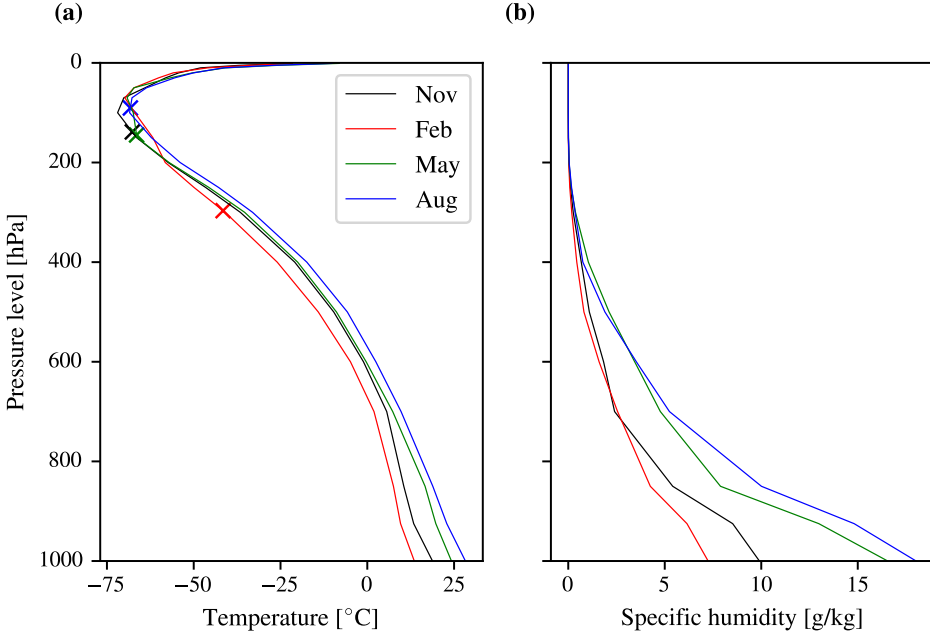 (a)
(b)
0
200
400
600
800
1000
Pressure level [hPa]
Nov
Feb
May
Aug
−75
−50
−25
0
25
Temperature [°C]
0
5
10
15
Specific humidity [g/kg]